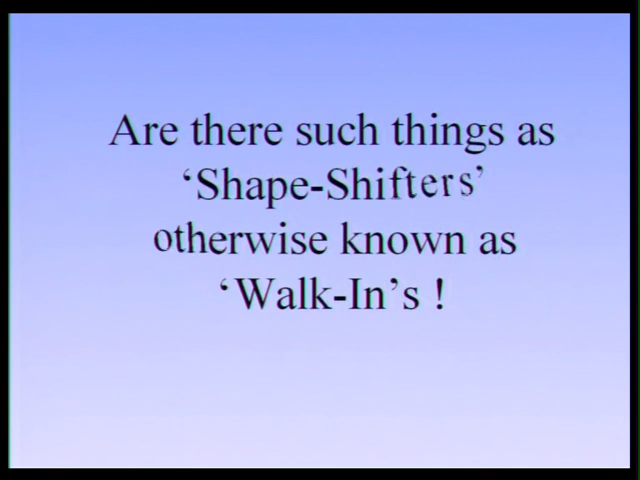 Are there such things as
‘Shape-Shifters’
otherwise known as
‘Walk-In’s !